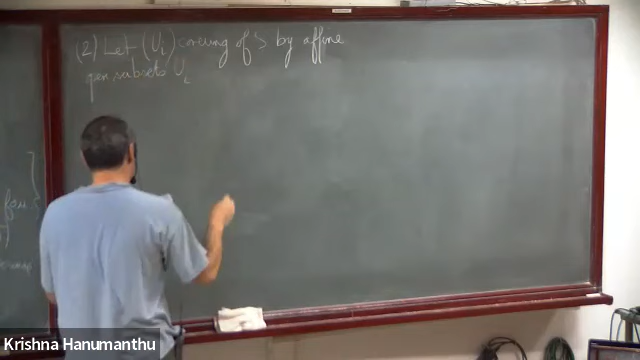 (2) Let (Uᵢ) covering of S by affine
open subsets Uᵢ
Krishna Hanumanthu